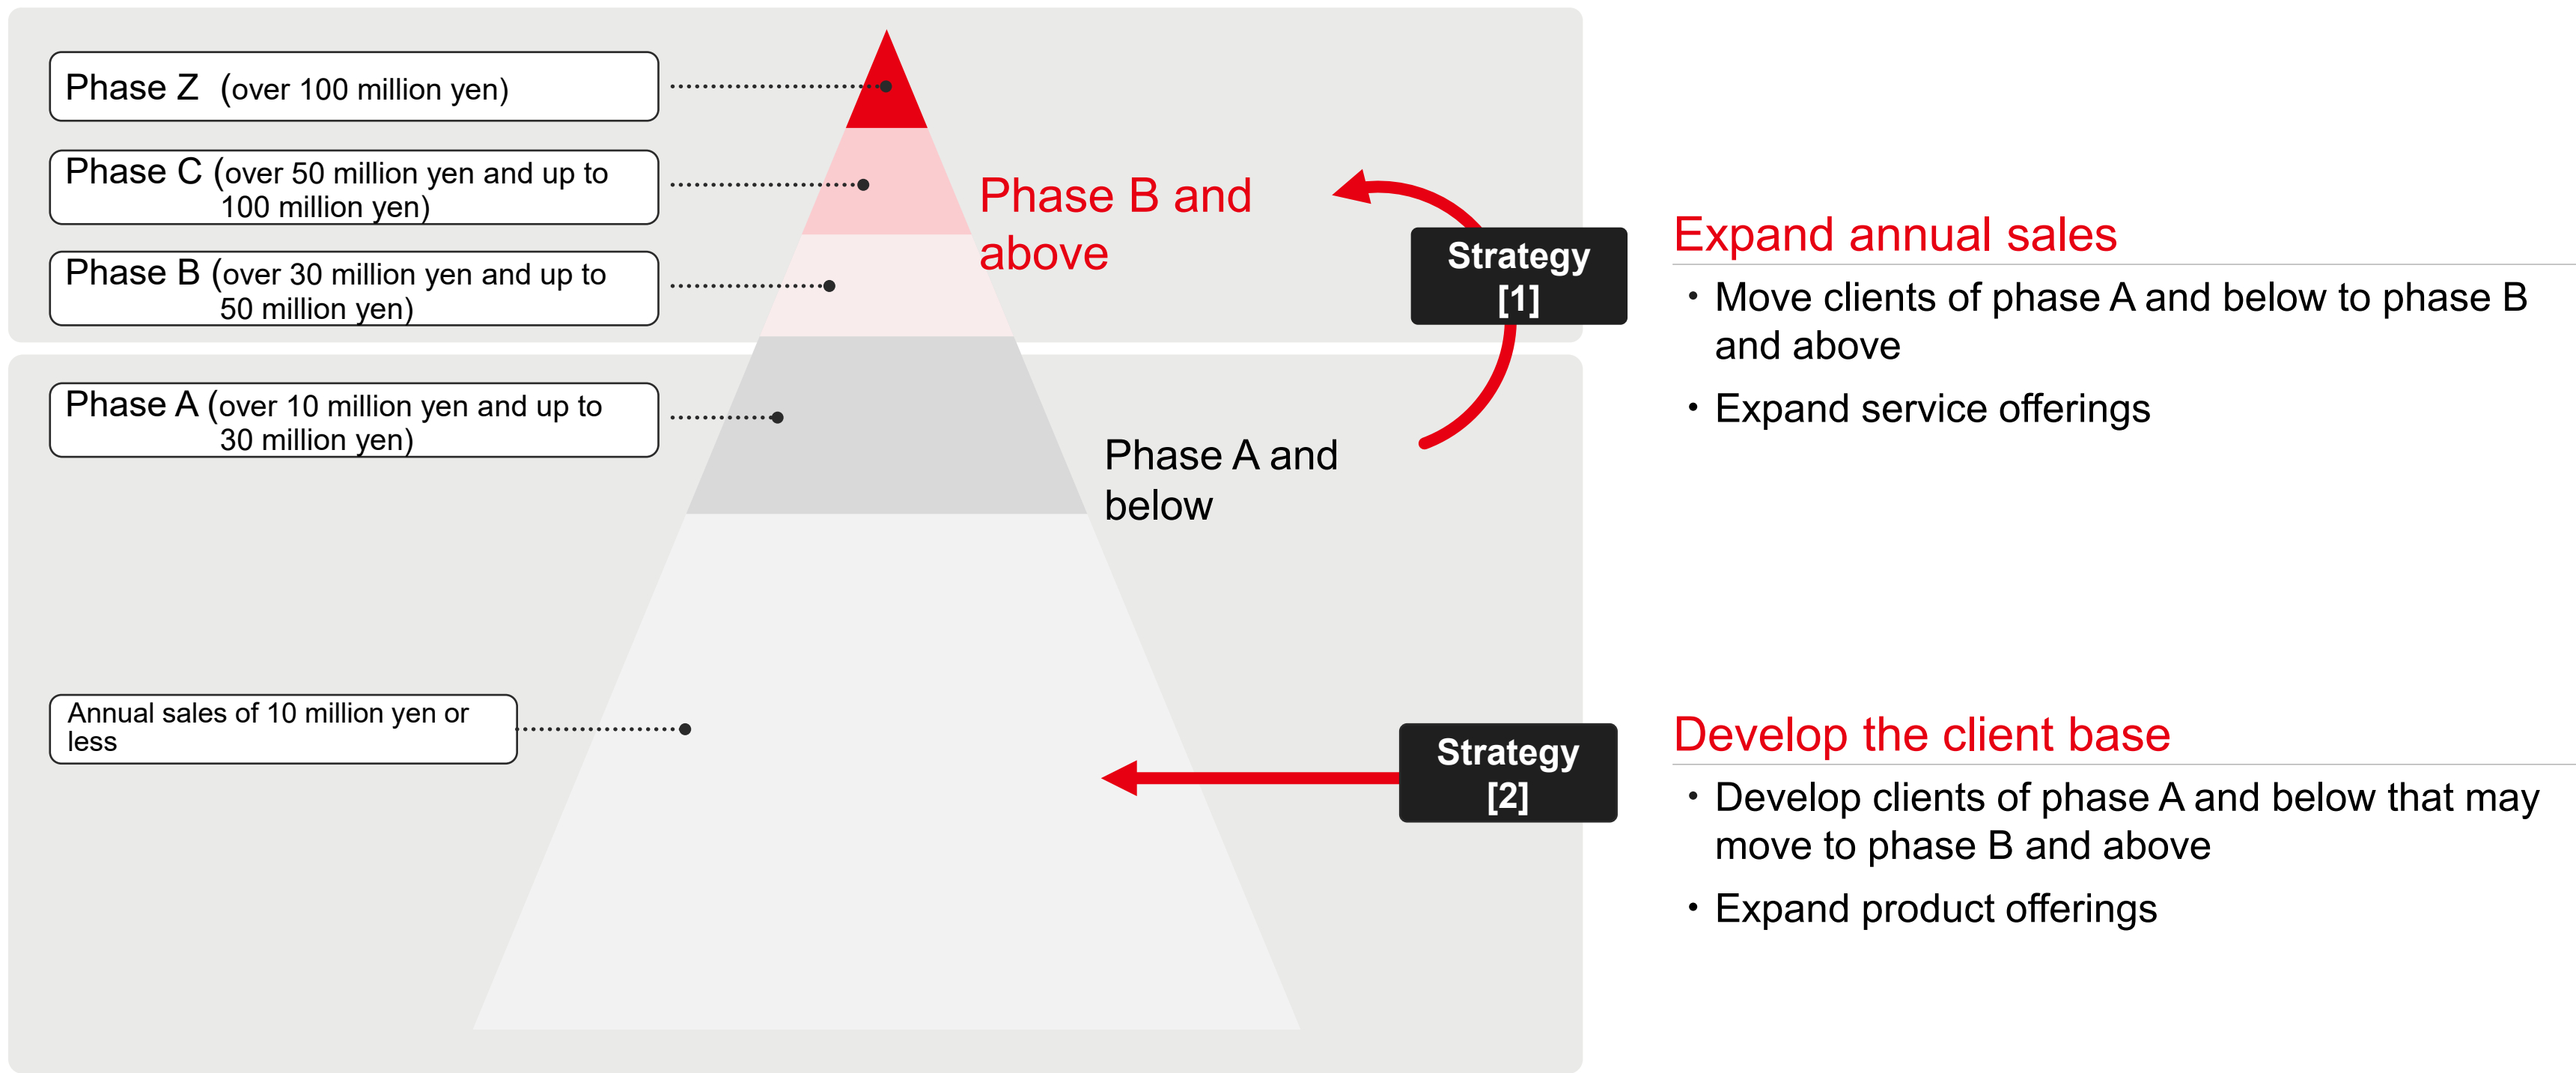 Phase Z (over 100 million yen)
Phase C (over 50 million yen and up to
100 million yen)
Phase B (over 30 million yen and up to
50 million yen)
Phase B and
above
Phase A (over 10 million yen and up to
30 million yen)
Phase A and
below
Annual sales of 10 million yen or
less
Strategy
[1]
Expand annual sales
・Move clients of phase A and below to phase B
and above
・Expand service offerings
Strategy
[2]
Develop the client base
・Develop clients of phase A and below that may
move to phase B and above
・Expand product offerings